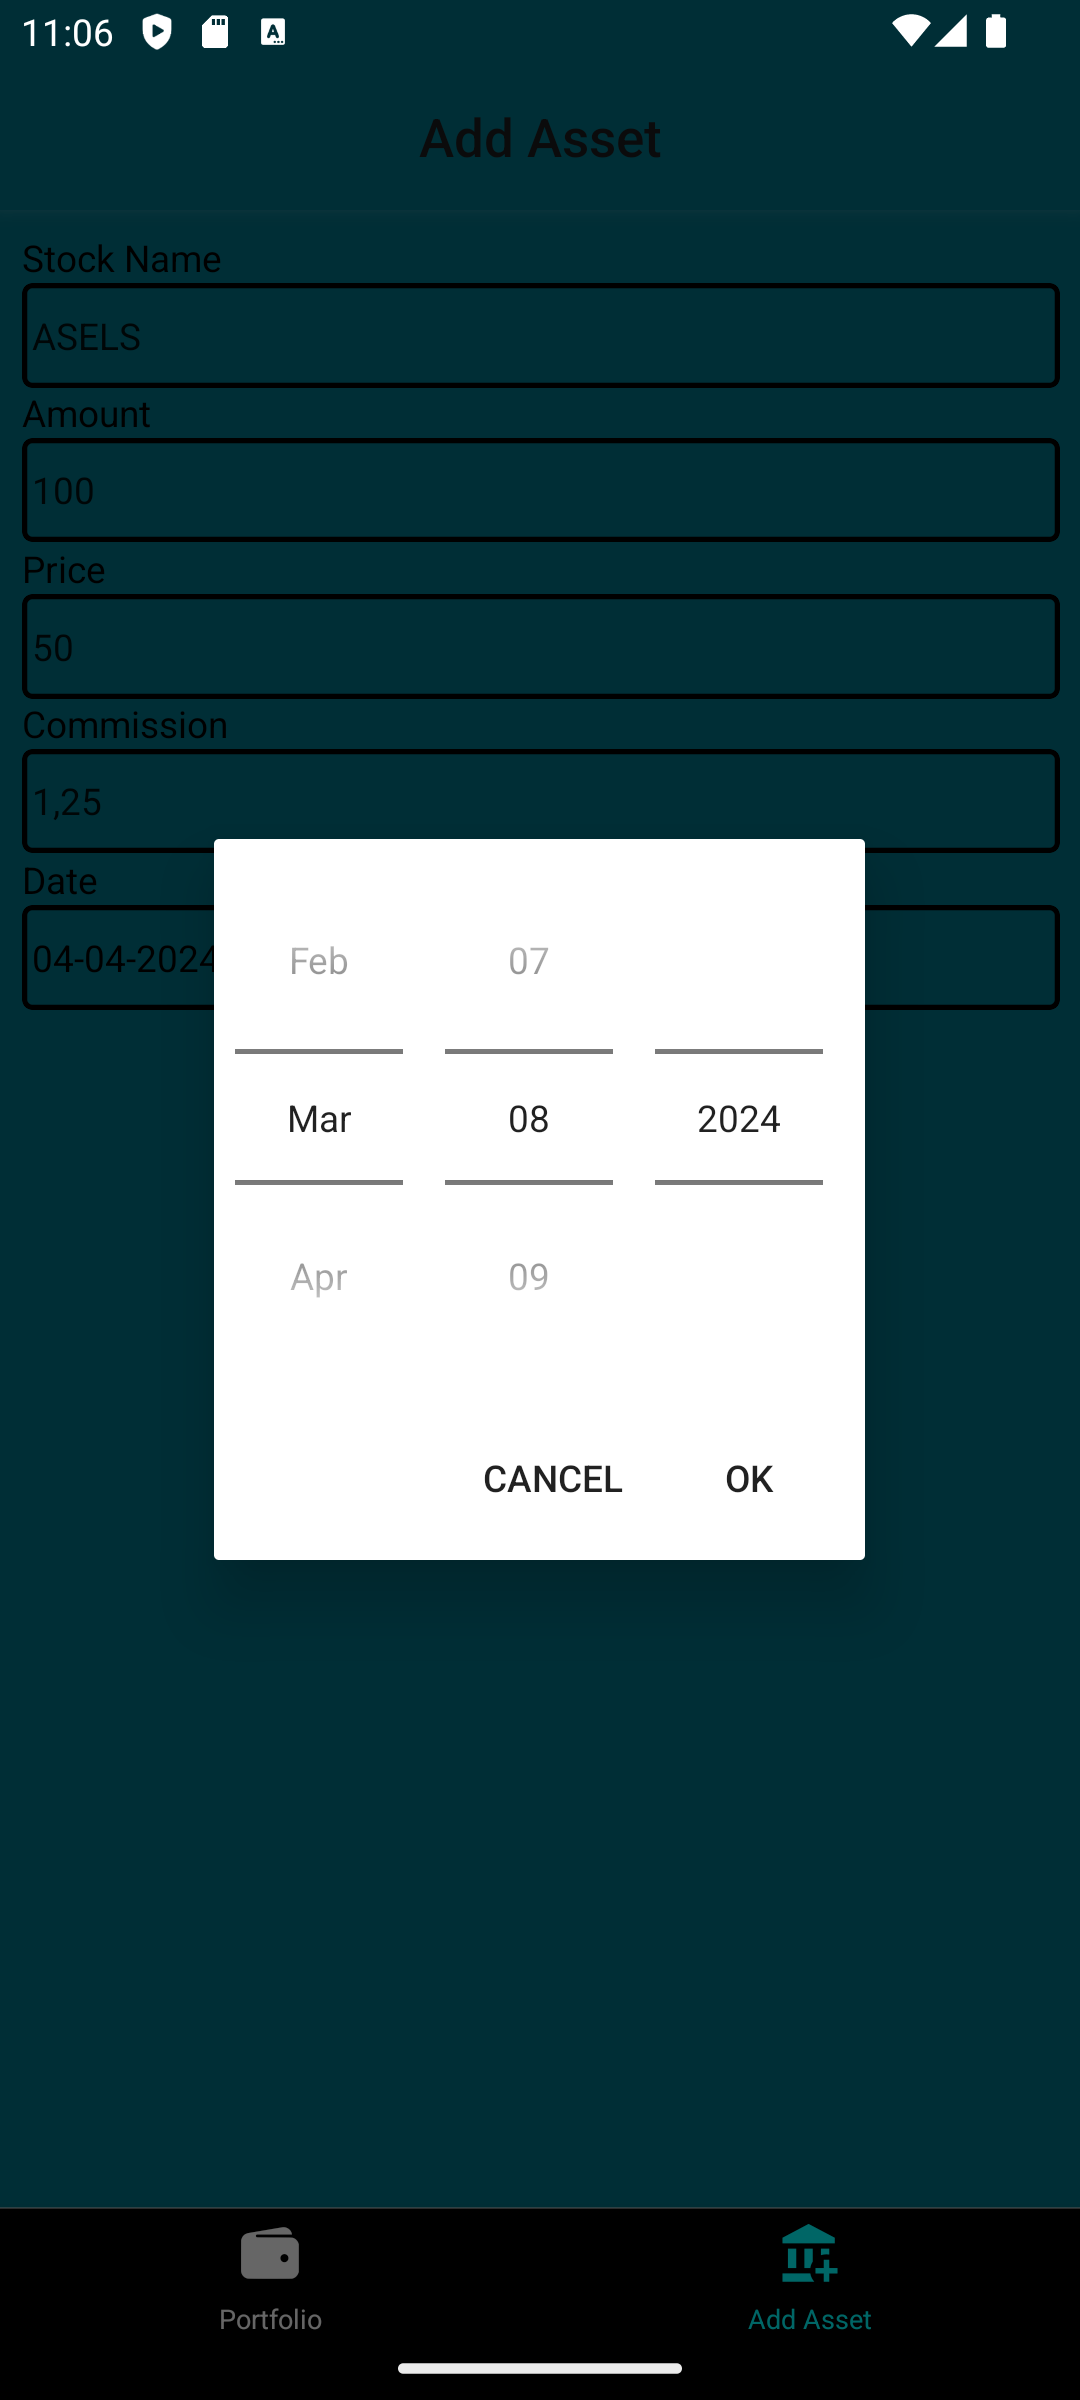 11:06
Add Asset
Stock Name
ASELS
Amount
100
Price
50
Commission
1,25
Date
04-04-2024
Feb 07
Mar 08 2024
Apr 09
CANCEL OK
Portfolio Add Asset